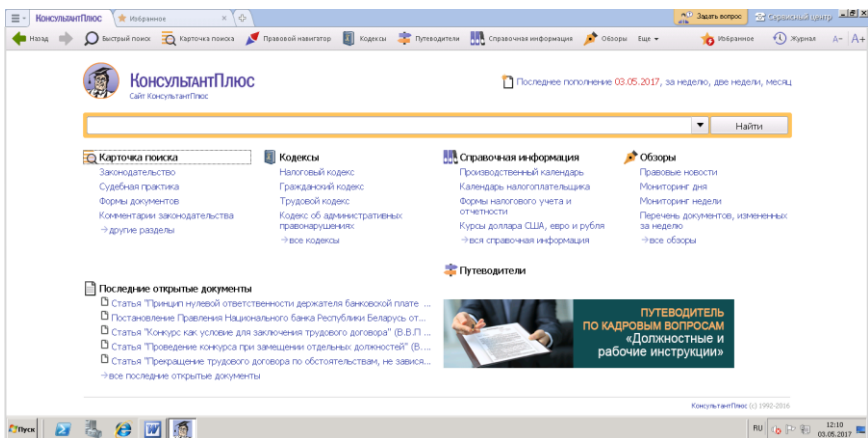 КонсультантПлюс
Избранное
Задать вопрос
Сервисный центр
Назад
Быстрый поиск
Карточка поиска
Правовой навигатор
Кодексы
Путеводители
Справочная информация
Обзоры
Еще
Избранное
Журнал
A−
A+
КонсультантПлюс
Сайт КонсультантПлюс
Последнее пополнение 03.05.2017, за неделю, две недели, месяц
Найти
Карточка поиска
Законодательство
Судебная практика
Формы документов
Комментарии законодательства
→другие разделы
Кодексы
Налоговый кодекс
Гражданский кодекс
Трудовой кодекс
Кодекс об административных
правонарушениях
→все кодексы
Справочная информация
Производственный календарь
Календарь налогоплательщика
Формы налогового учета и
отчетности
Курсы доллара США, евро и рубля
→вся справочная информация
Обзоры
Правовые новости
Мониторинг дня
Мониторинг недели
Перечень документов, измененных
за неделю
→все обзоры
Путеводители
Последние открытые документы
Статья "Принцип нулевой ответственности держателя банковской плате ...
Постановление Правления Национального банка Республики Беларусь от...
Статья "Конкурс как условие для заключения трудового договора" (В.В.П ...
Статья "Проведение конкурса при замещении отдельных должностей" (В....
Статья "Прекращение трудового договора по обстоятельствам, не завися...
→все последние открытые документы
ПУТЕВОДИТЕЛЬ
ПО КАДРОВЫМ ВОПРОСАМ
«Должностные и
рабочие инструкции»
КонсультантПлюс (c) 1992-2016
Пуск
RU
12:10
03.05.2017